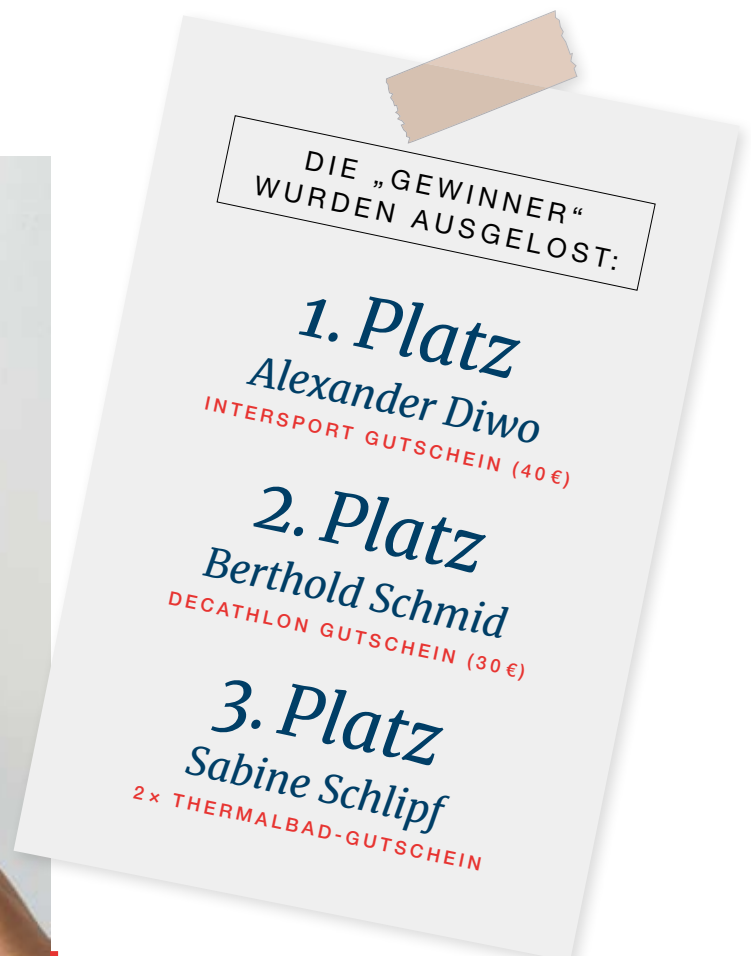 DIE „GEWINNER“
WURDEN AUSGELOST:
1. Platz
Alexander Diwo
INTERSPORT GUTSCHEIN (40 €)
2. Platz
Berthold Schmid
DECATHLON GUTSCHEIN (30 €)
3. Platz
Sabine Schlipf
2× THERMALBAD-GUTSCHEIN